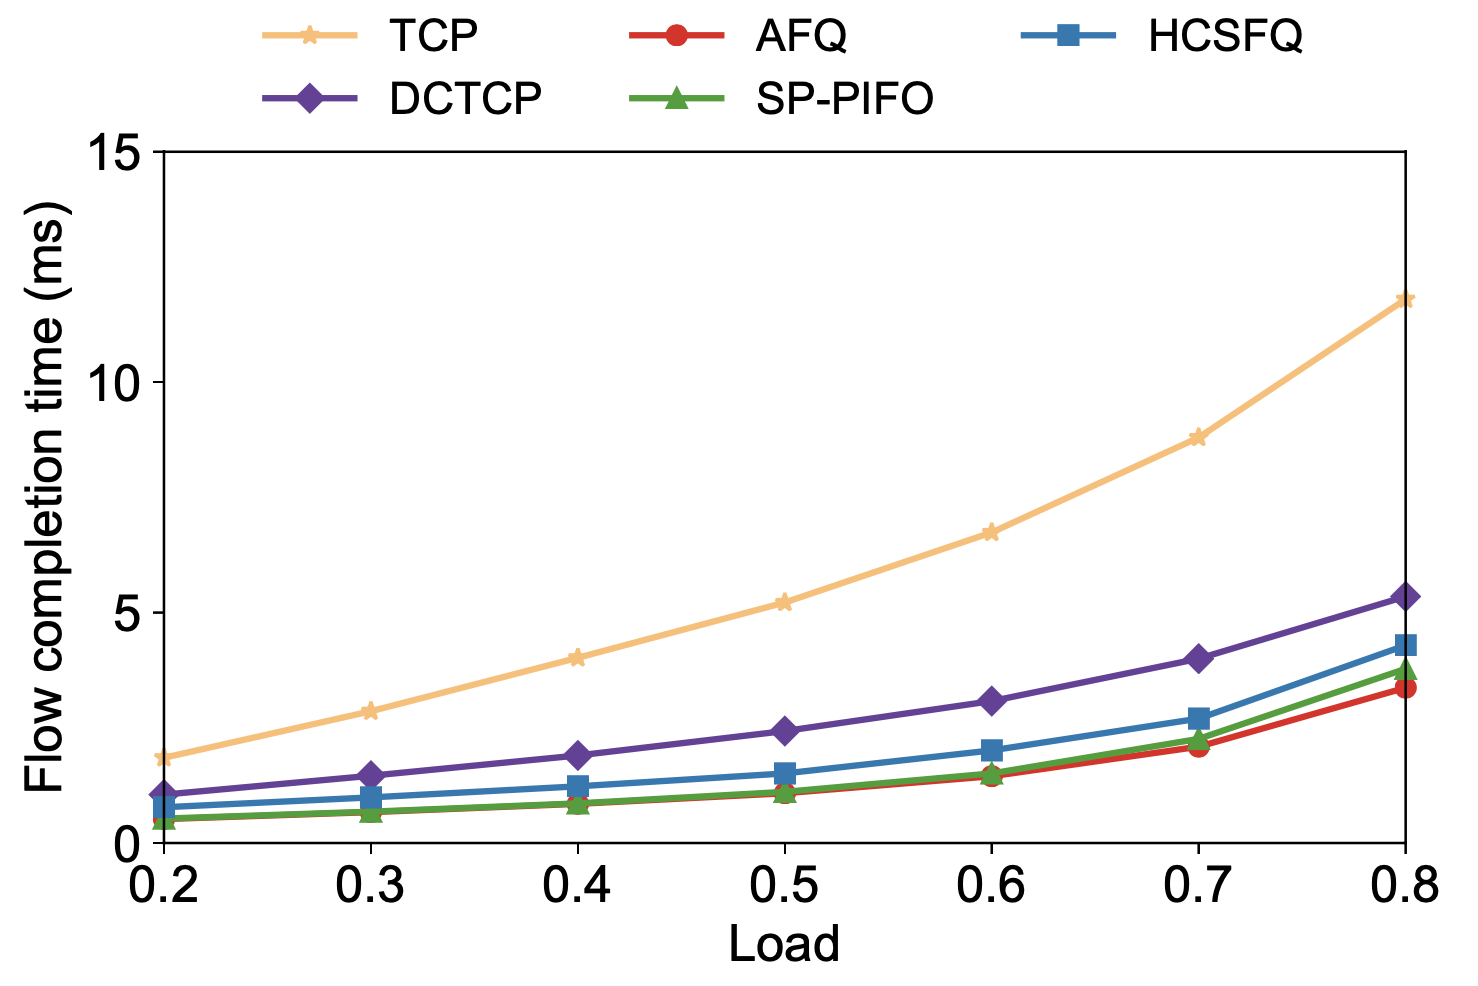 TCP AFQ HCSFQ
DCTCP SP-PIFO
Flow completion time (ms)
15
10
5
0
0.2 0.3 0.4 0.5 0.6 0.7 0.8
Load